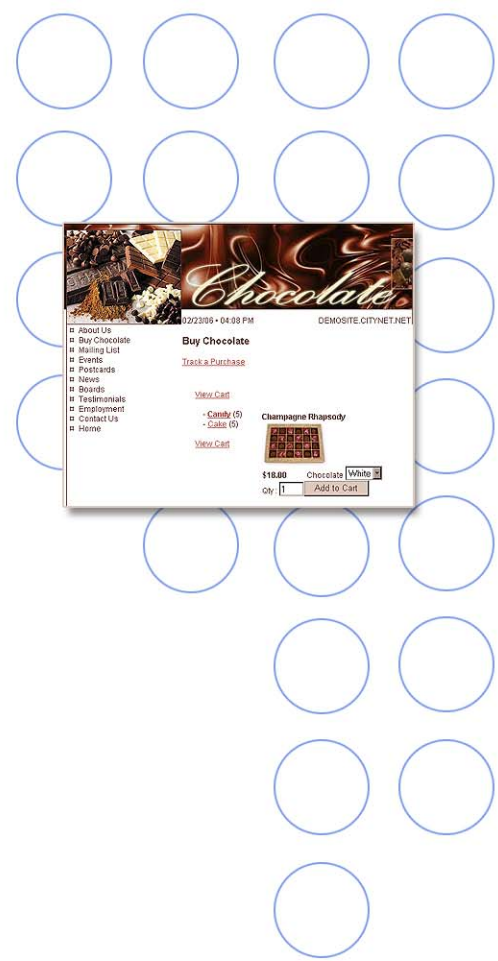 Chocolate
02/23/06 • 04:08 PM DEMOSITE.CITYNET.NET
About Us
Buy Chocolate
Mailing List
Events
Postcards
News
Boards
Testimonials
Employment
Contact Us
Home
Buy Chocolate
Track a Purchase
View Cart
- Candy (5)
- Cake (5)
View Cart
Champagne Rhapsody
$18.80 Chocolate White
Qty: 1 Add to Cart